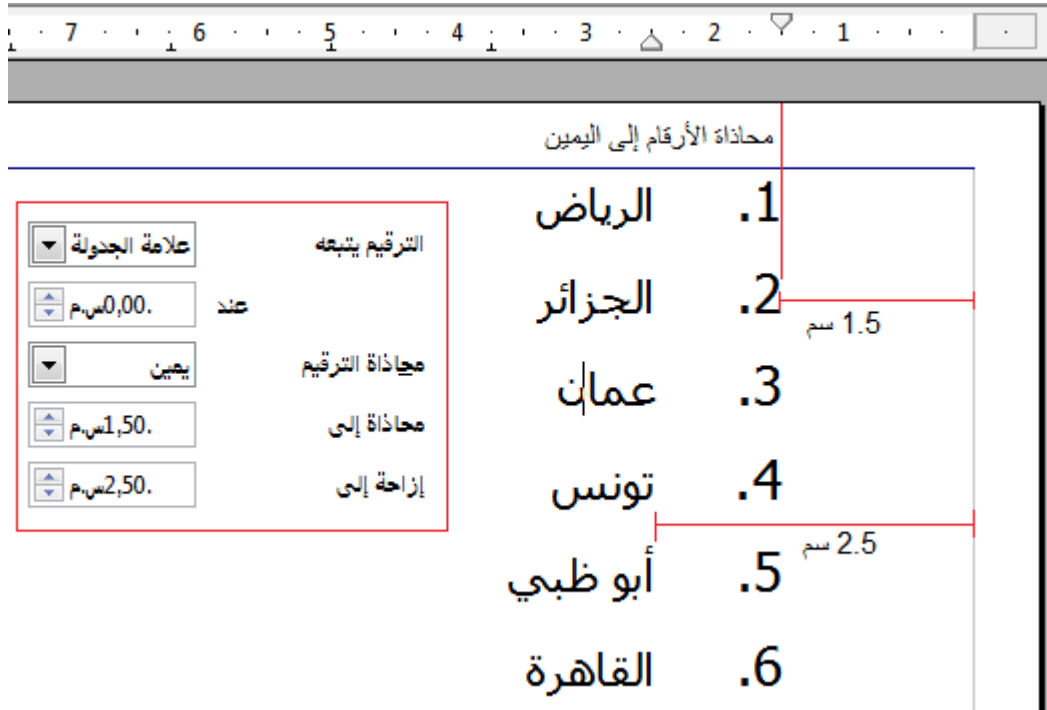 7 6 5 4 3 2 1
محاذاة الأرقام إلى اليمين
1. الرياض
2. الجزائر
1.5 سم
3. عمان
4. تونس
2.5 سم
5. أبو ظبي
6. القاهرة
الترقيم يتبعه علامة الجدولة
عند 0,00س.م.
محاذاة الترقيم يمين
محاذاة إلى 1,50س.م.
إزاحة إلى 2,50س.م.